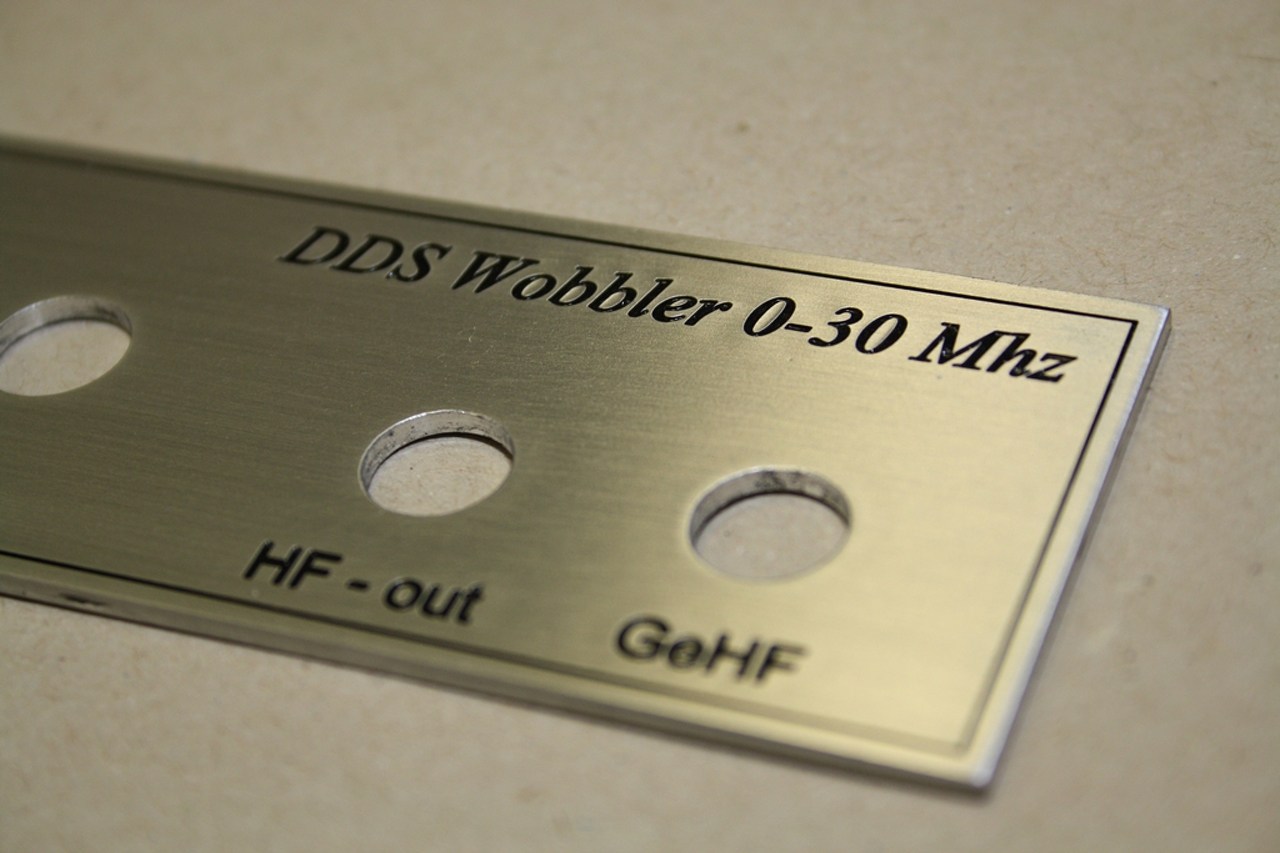 DDS Wobbler 0-30 Mhz
HF - out
GeHF